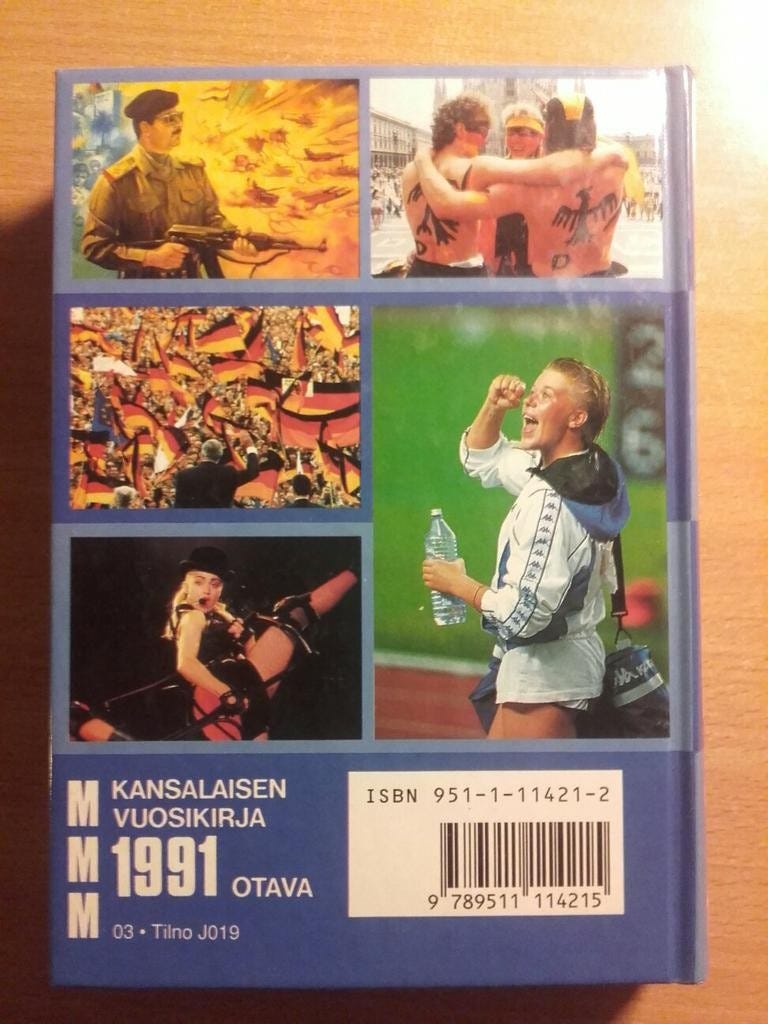 M
M
M
KANSALAISEN
VUOSIKIRJA
1991
OTAVA
03 • Tilno J019
ISBN 951-1-11421-2
9 789511 114215